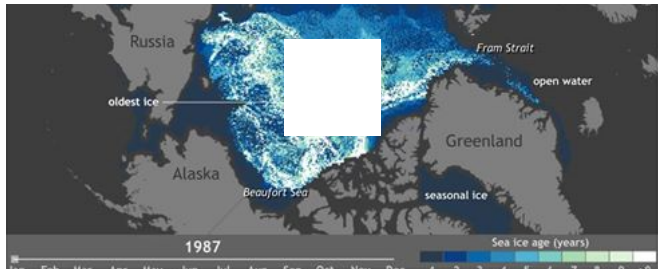 Russia
Fram Strait
open water
oldest ice
Greenland
Alaska
Beaufort Sea
seasonal ice
1987
Sea ice age (years)